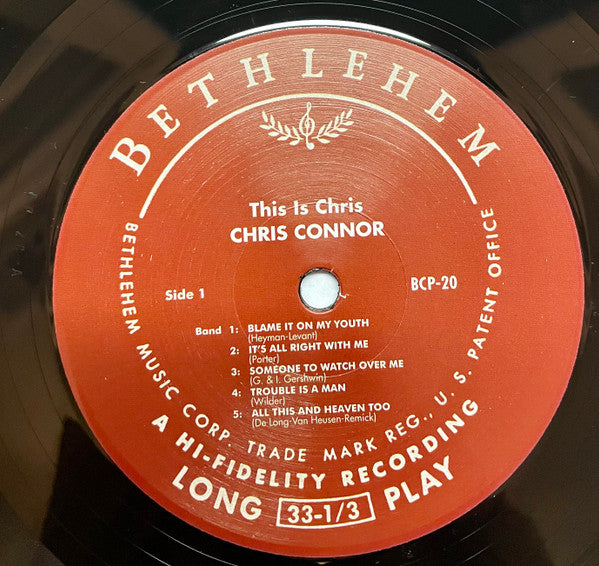 BETHLEHEM
This Is Chris
CHRIS CONNOR
Side 1
BCP-20
Band 1: BLAME IT ON MY YOUTH
(Heyman-Levant)
2: IT'S ALL RIGHT WITH ME
(Porter)
3: SOMEONE TO WATCH OVER ME
(G. & I. Gershwin)
4: TROUBLE IS A MAN
(Wilder)
5: ALL THIS AND HEAVEN TOO
(De Long-Van Heusen-Remick)
BETHLEHEM MUSIC CORP. TRADE MARK REG., U. S. PATENT OFFICE
A HI-FIDELITY RECORDING
LONG 33-1/3 PLAY